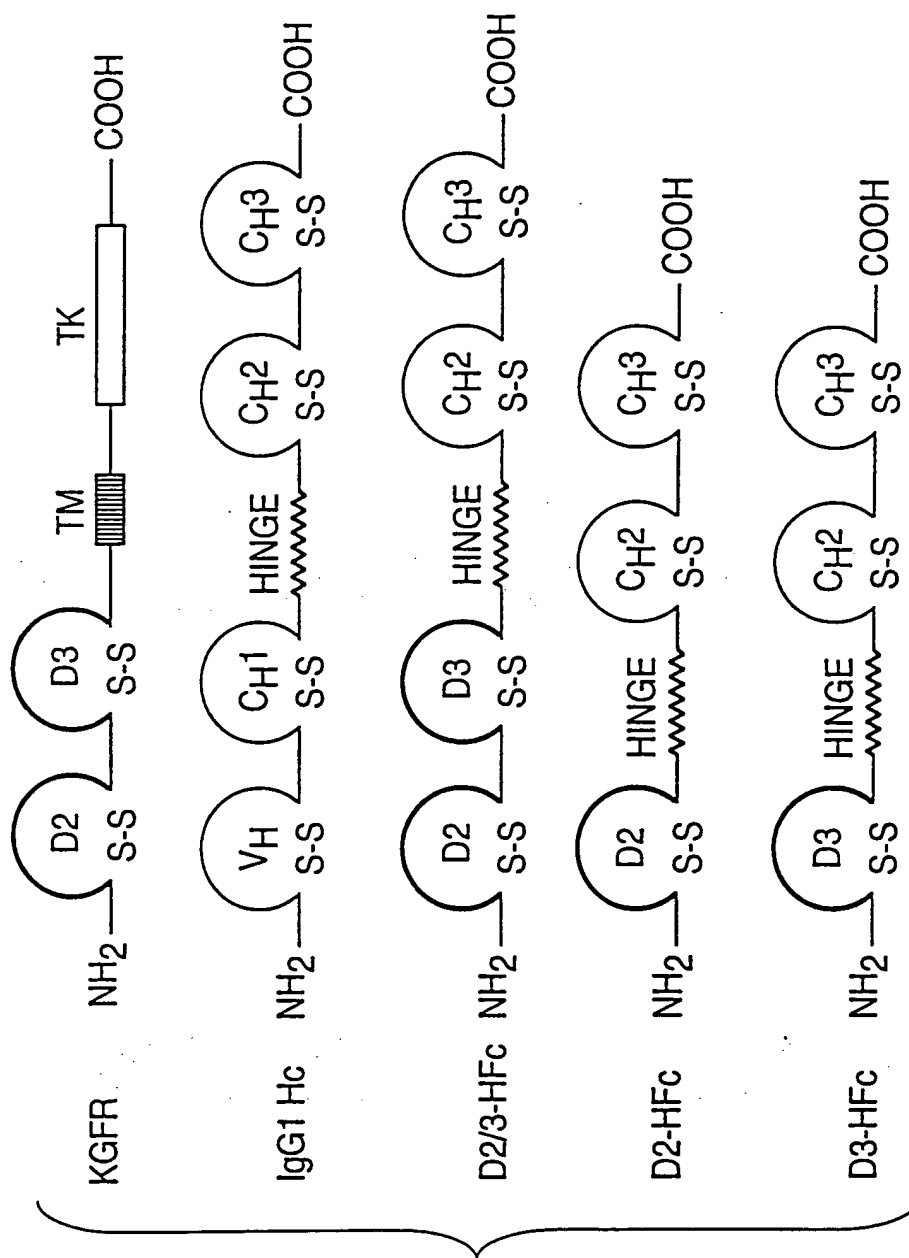 KGFR NH2 D2 S-S D3 S-S TM TK COOH
IgG1 Hc NH2 VH S-S CH1 S-S HINGE CH2 S-S CH3 S-S COOH
D2/3-HFc NH2 D2 S-S D3 S-S HINGE CH2 S-S CH3 S-S COOH
D2-HFc NH2 D2 S-S HINGE CH2 S-S CH3 S-S COOH
D3-HFc NH2 D3 S-S HINGE CH2 S-S CH3 S-S COOH